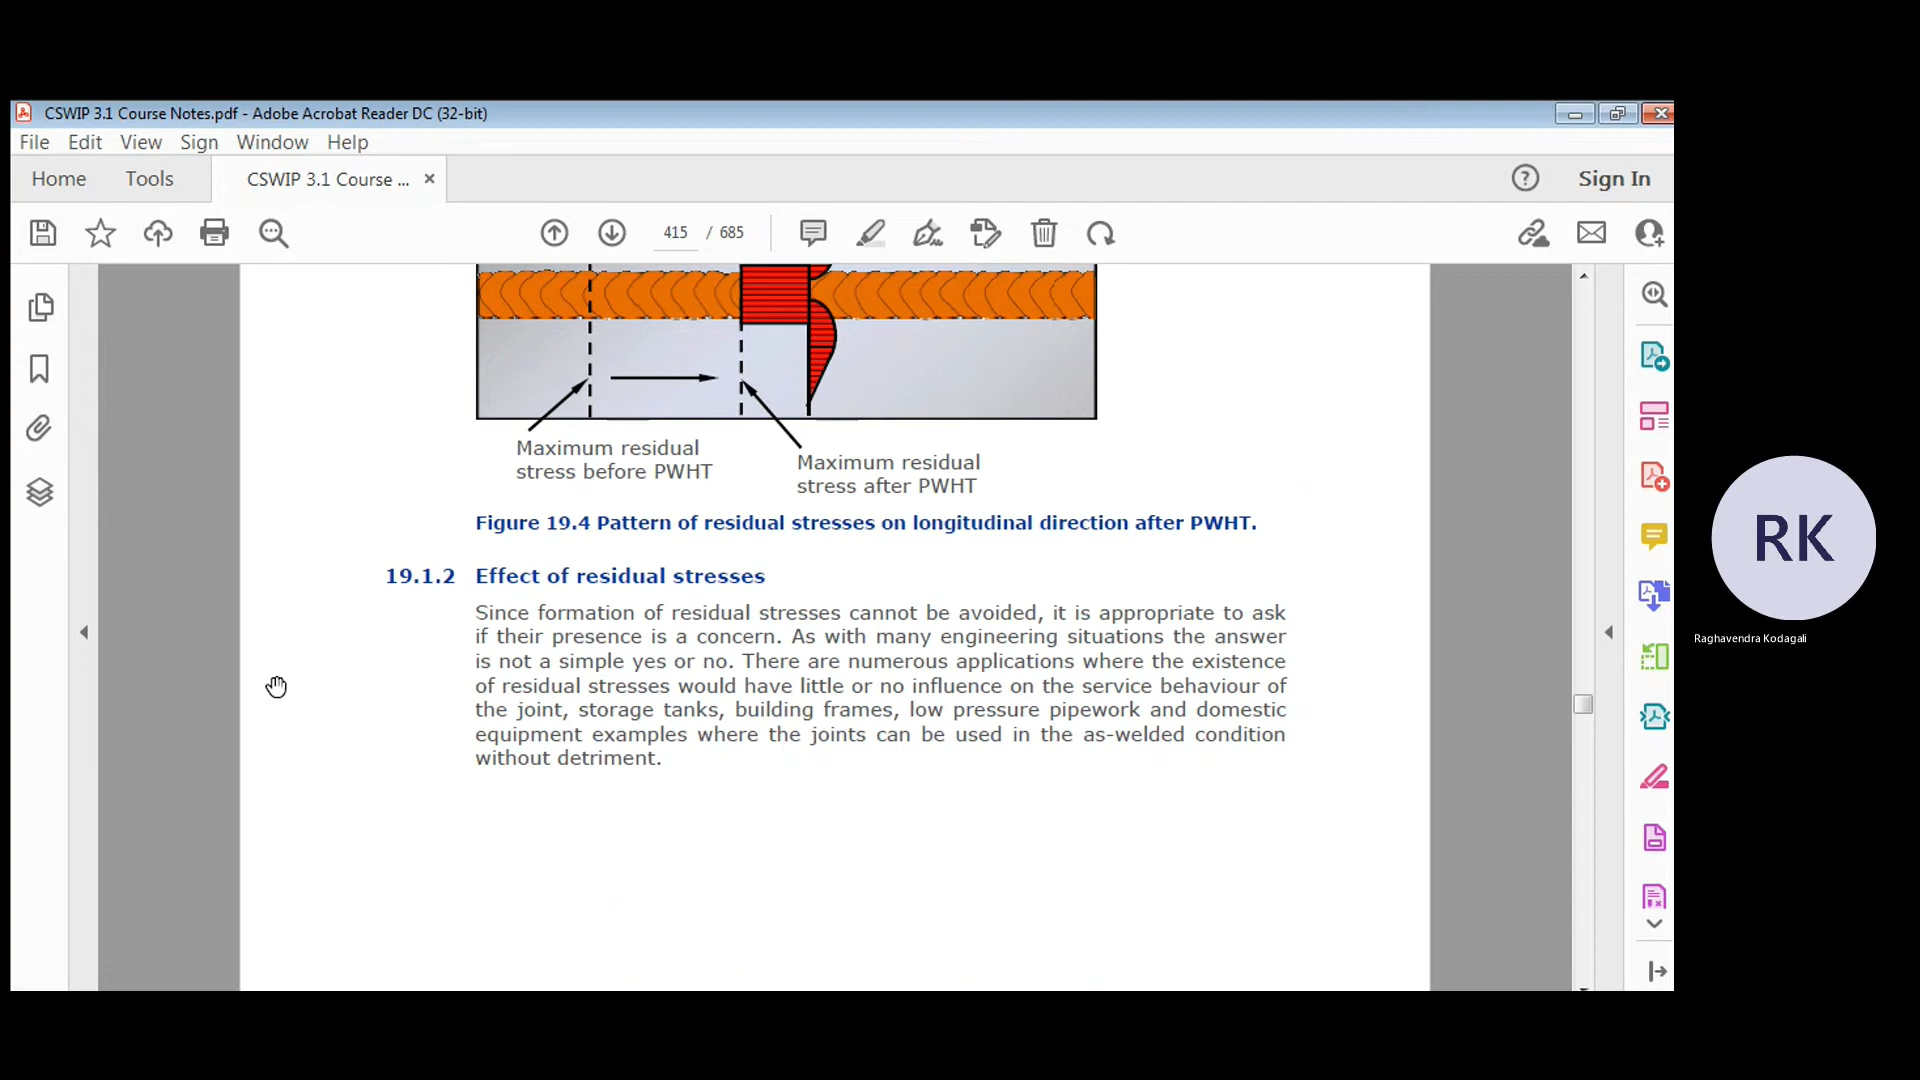 CSWIP 3.1 Course Notes.pdf - Adobe Acrobat Reader DC (32-bit)
File Edit View Sign Window Help
Home Tools CSWIP 3.1 Course ... × Sign In
415 / 685
Maximum residual
stress before PWHT
Maximum residual
stress after PWHT
Figure 19.4 Pattern of residual stresses on longitudinal direction after PWHT.
19.1.2 Effect of residual stresses
Since formation of residual stresses cannot be avoided, it is appropriate to ask
if their presence is a concern. As with many engineering situations the answer
is not a simple yes or no. There are numerous applications where the existence
of residual stresses would have little or no influence on the service behaviour of
the joint, storage tanks, building frames, low pressure pipework and domestic
equipment examples where the joints can be used in the as-welded condition
without detriment.
RK
Raghavendra Kodagali